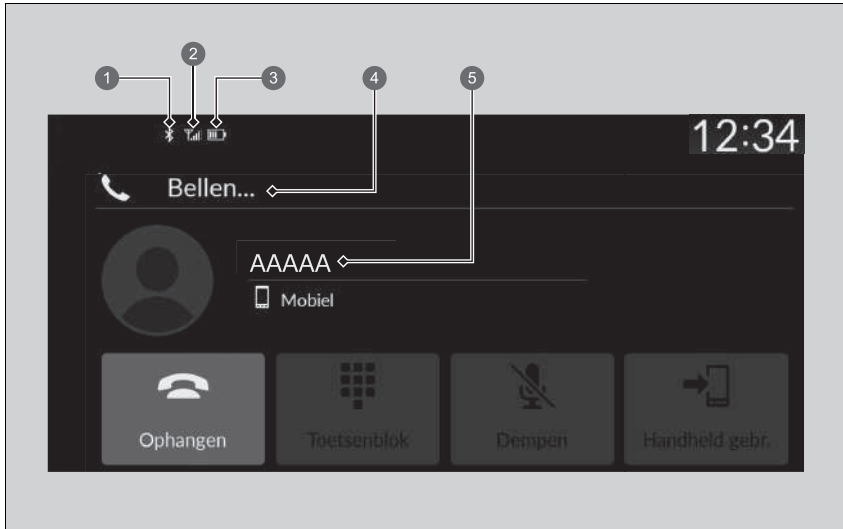 1 2 3 4 5
12:34
Bellen...
AAAAA
Mobiel
Ophangen Toetsenblok Dempen Handheld gebr.